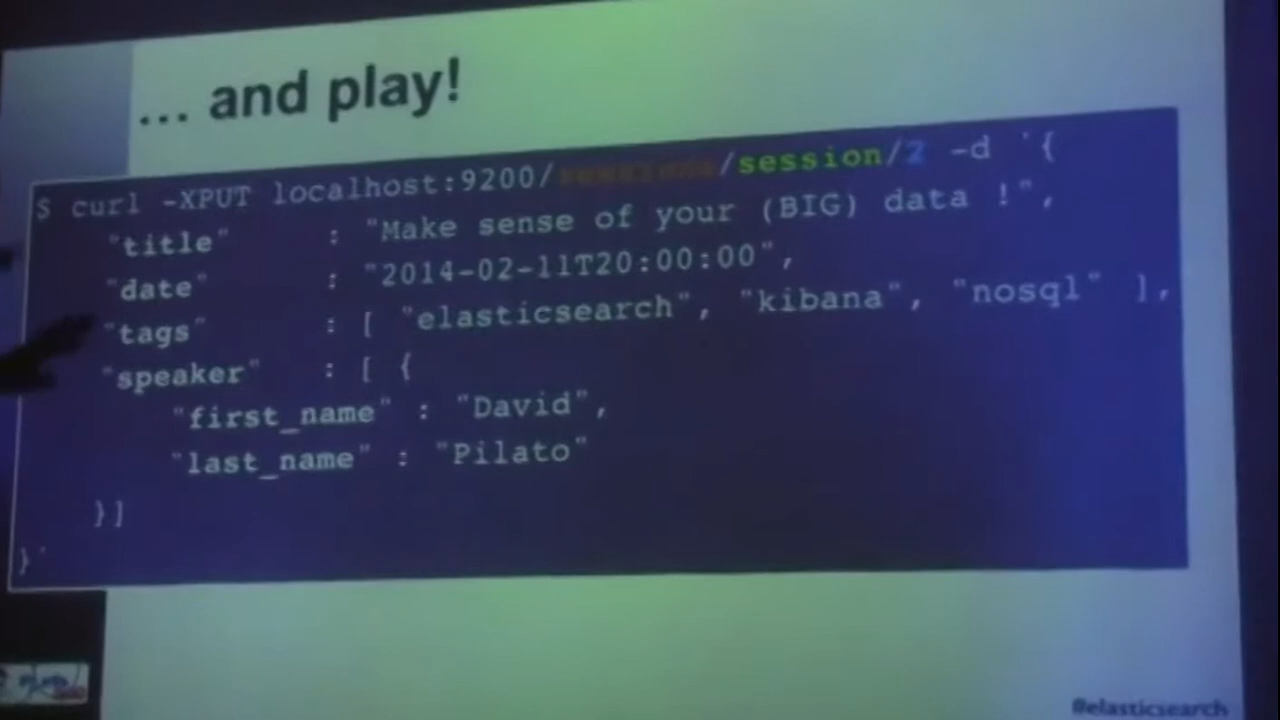 ... and play!
$ curl -XPUT localhost:9200/ /session/2 -d '{
"title" : "Make sense of your (BIG) data !",
"date" : "2014-02-11T20:00:00",
"tags" : [ "elasticsearch", "kibana", "nosql" ],
"speaker" : [ {
"first_name" : "David",
"last_name" : "Pilato"
}]
}'
#elasticsearch